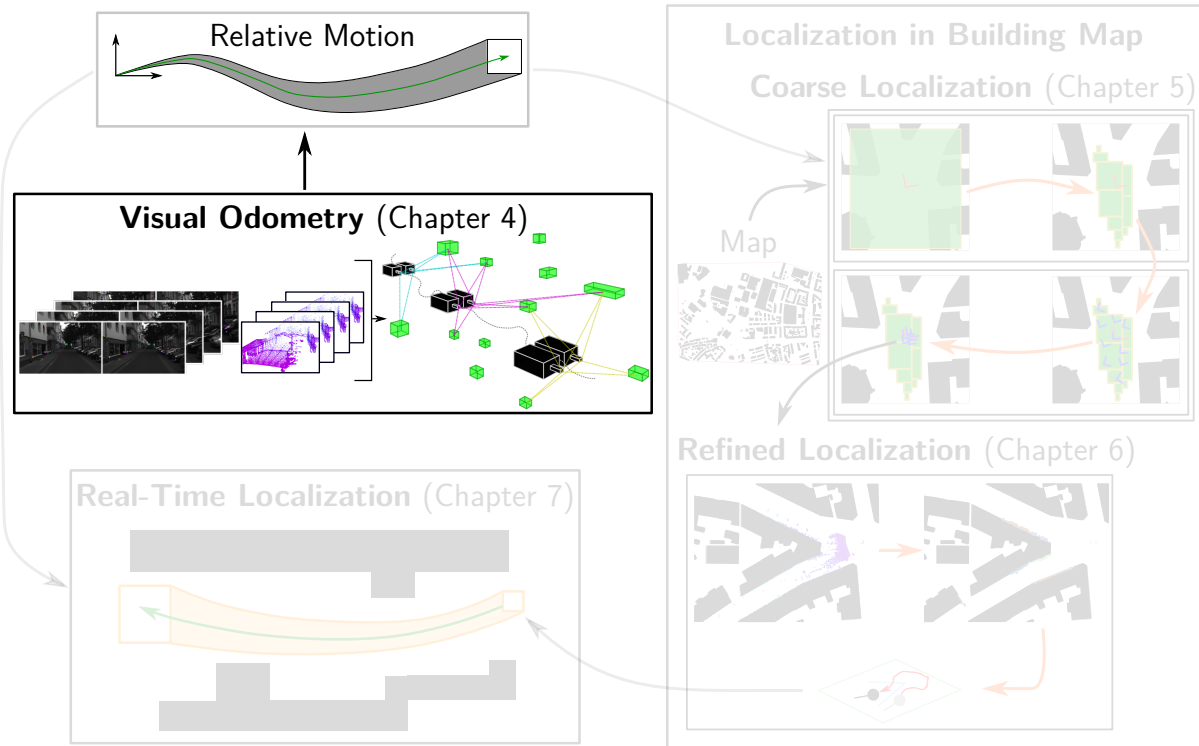 Relative Motion
Visual Odometry (Chapter 4)
Localization in Building Map
Coarse Localization (Chapter 5)
Map
Refined Localization (Chapter 6)
Real-Time Localization (Chapter 7)